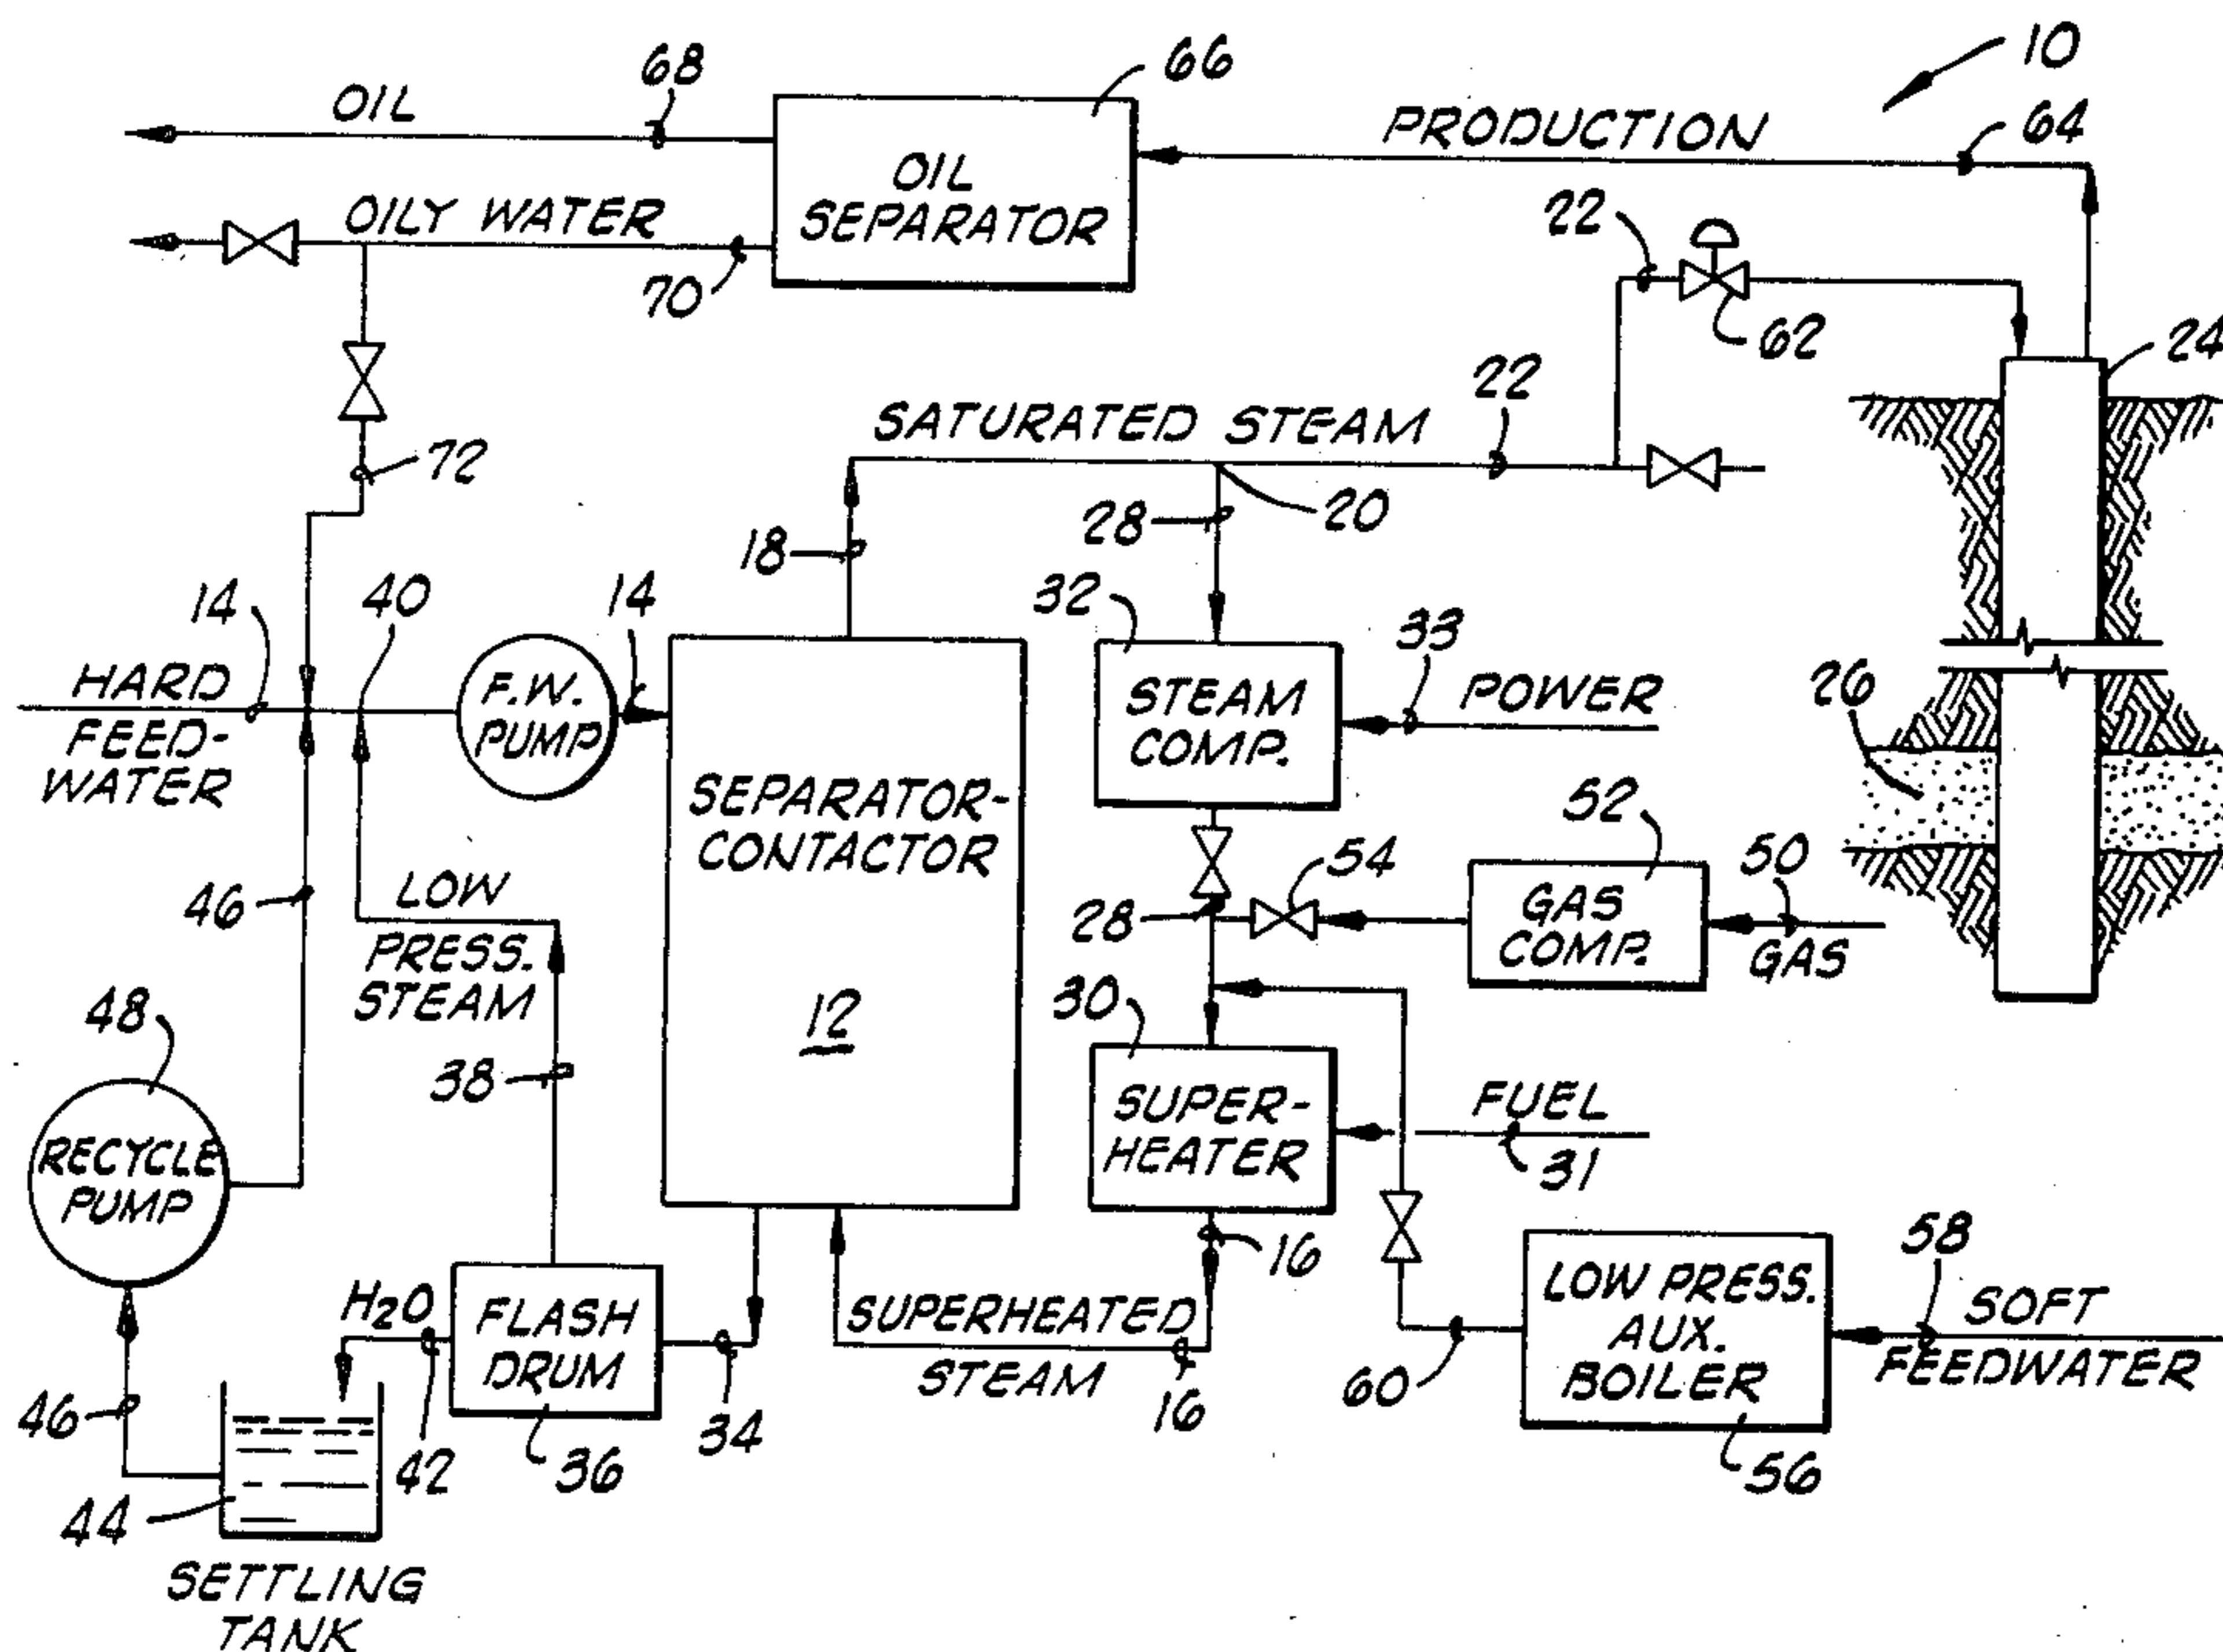 10
68
66
OIL
PRODUCTION
64
OIL
SEPARATOR
OILY WATER
70
22
62
24
22
SATURATED STEAM
72
28
20
18
14
40
14
32
33
HARD
FEED-
WATER
F.W.
PUMP
STEAM
COMP.
POWER
26
SEPARATOR-
CONTACTOR
12
52
54
50
46
LOW
PRESS.
STEAM
28
GAS
COMP.
GAS
48
38
30
RECYCLE
PUMP
SUPER-
HEATER
FUEL
31
16
58
H2O
FLASH
DRUM
SUPERHEATED
STEAM
LOW PRESS.
AUX.
BOILER
SOFT
FEEDWATER
46
42
36
34
16
60
56
44
SETTLING
TANK